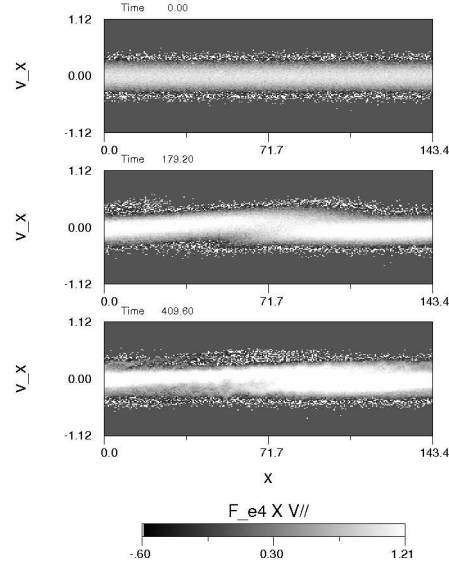 Time 0.00
1.12
V_X
0.00
-1.12
0.0 71.7 143.4
Time 179.20
1.12
V_X
0.00
-1.12
0.0 71.7 143.4
Time 409.60
1.12
V_X
0.00
-1.12
0.0 71.7 143.4
X
F_e4 X V//
-.60 0.30 1.21